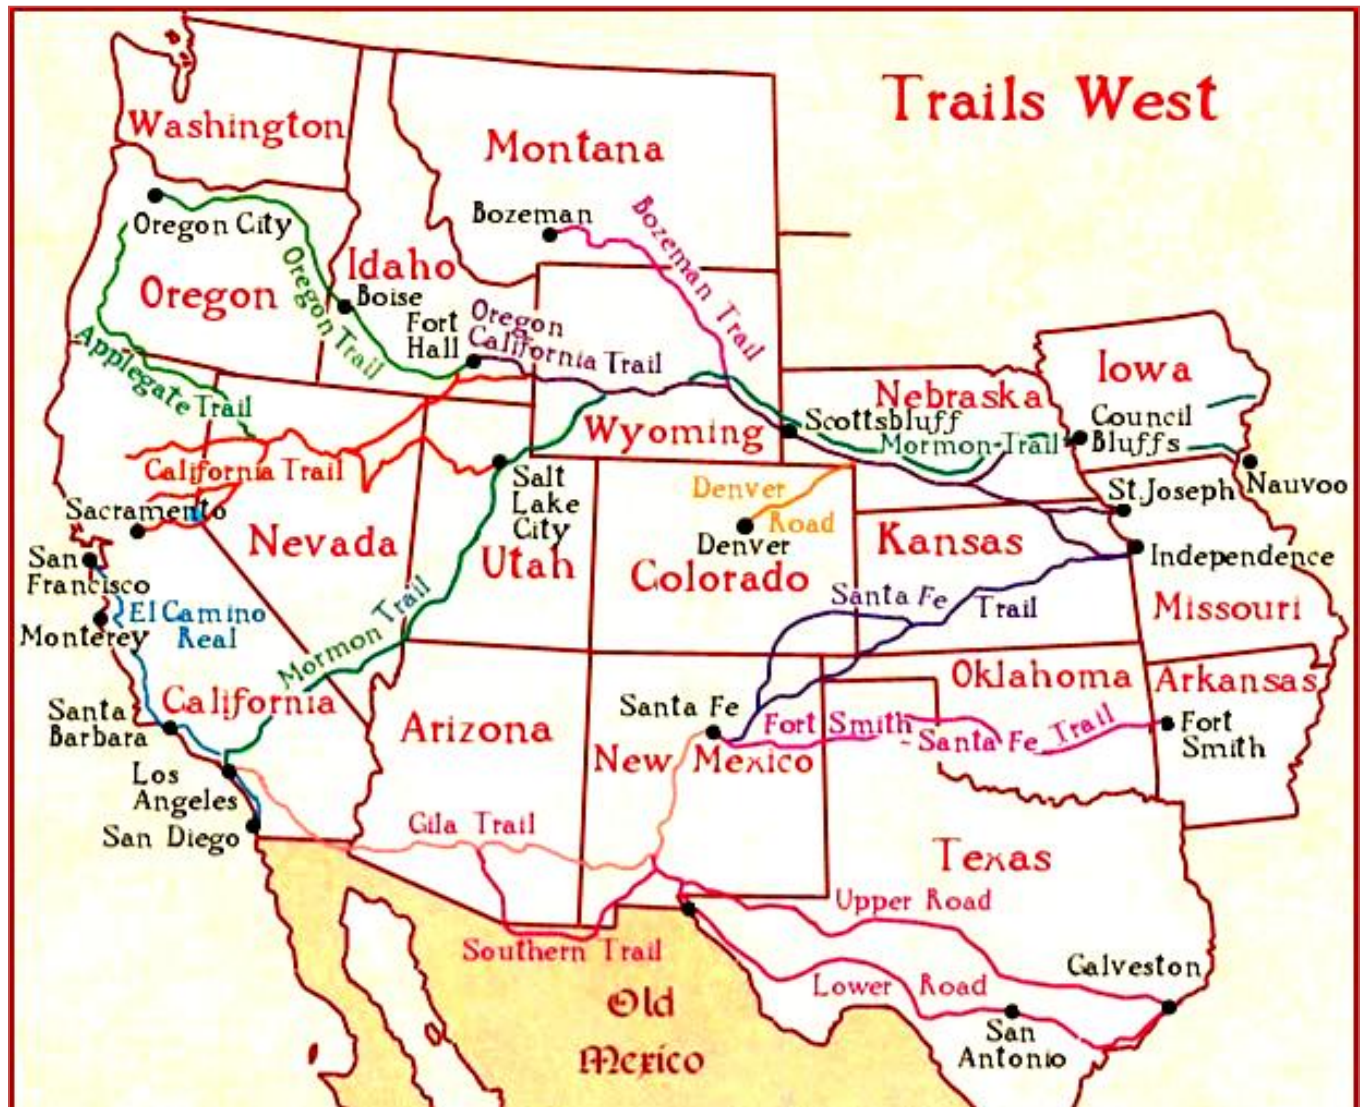 Trails West
Washington
Montana
Oregon City
Bozeman
Bozeman Trail
Oregon Trail
Idaho
Oregon
Boise
Fort
Hall
Oregon
California Trail
Applegate Trail
Iowa
Nebraska
Council
Bluffs
Scottsbluff
Mormon-Trail
Wyoming
California Trail
Salt
Lake
City
Denver
Road
Denver
St. Joseph
Nauvoo
Sacramento
Nevada
Utah
Colorado
Kansas
Independence
San
Francisco
El Camino
Real
Monterey
Mormon Trail
Santa Fe Trail
Missouri
California
Santa
Barbara
Arizona
Santa Fe
New Mexico
Oklahoma
Arkansas
Fort Smith - Santa Fe Trail
Fort
Smith
Los
Angeles
San Diego
Gila Trail
Texas
Upper Road
Southern Trail
Lower Road
Galveston
San
Antonio
Old
Mexico